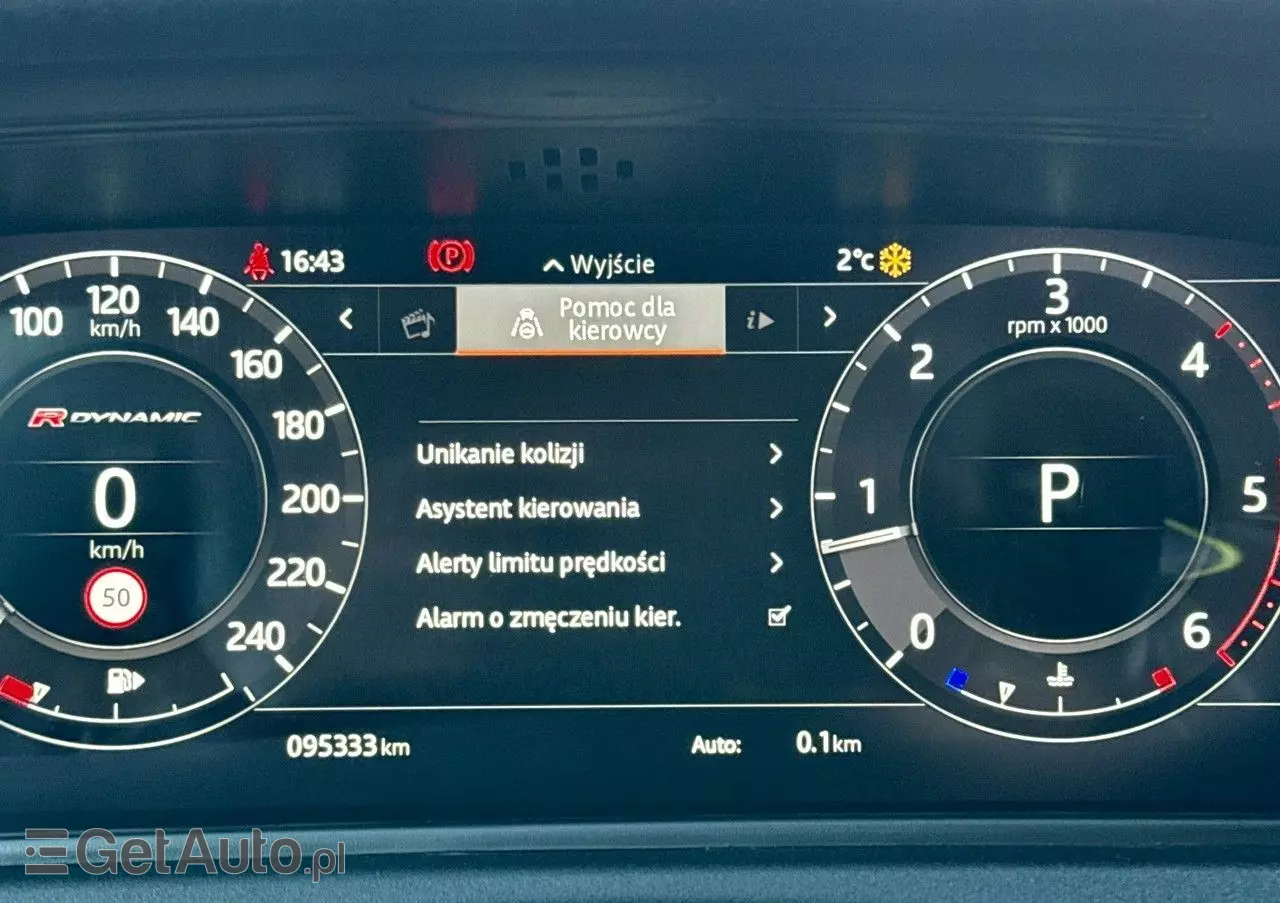 16:43
P
Wyjście
2°C
Pomoc dla
kierowcy
i
100
120
km/h
140
160
180
200
220
240
R DYNAMIC
0
km/h
50
Unikanie kolizji
Asystent kierowania
Alerty limitu prędkości
Alarm o zmęczeniu kier.
3
rpm x 1000
2
4
1
5
0
6
P
095333 km
Auto: 0.1 km
GetAuto.pl